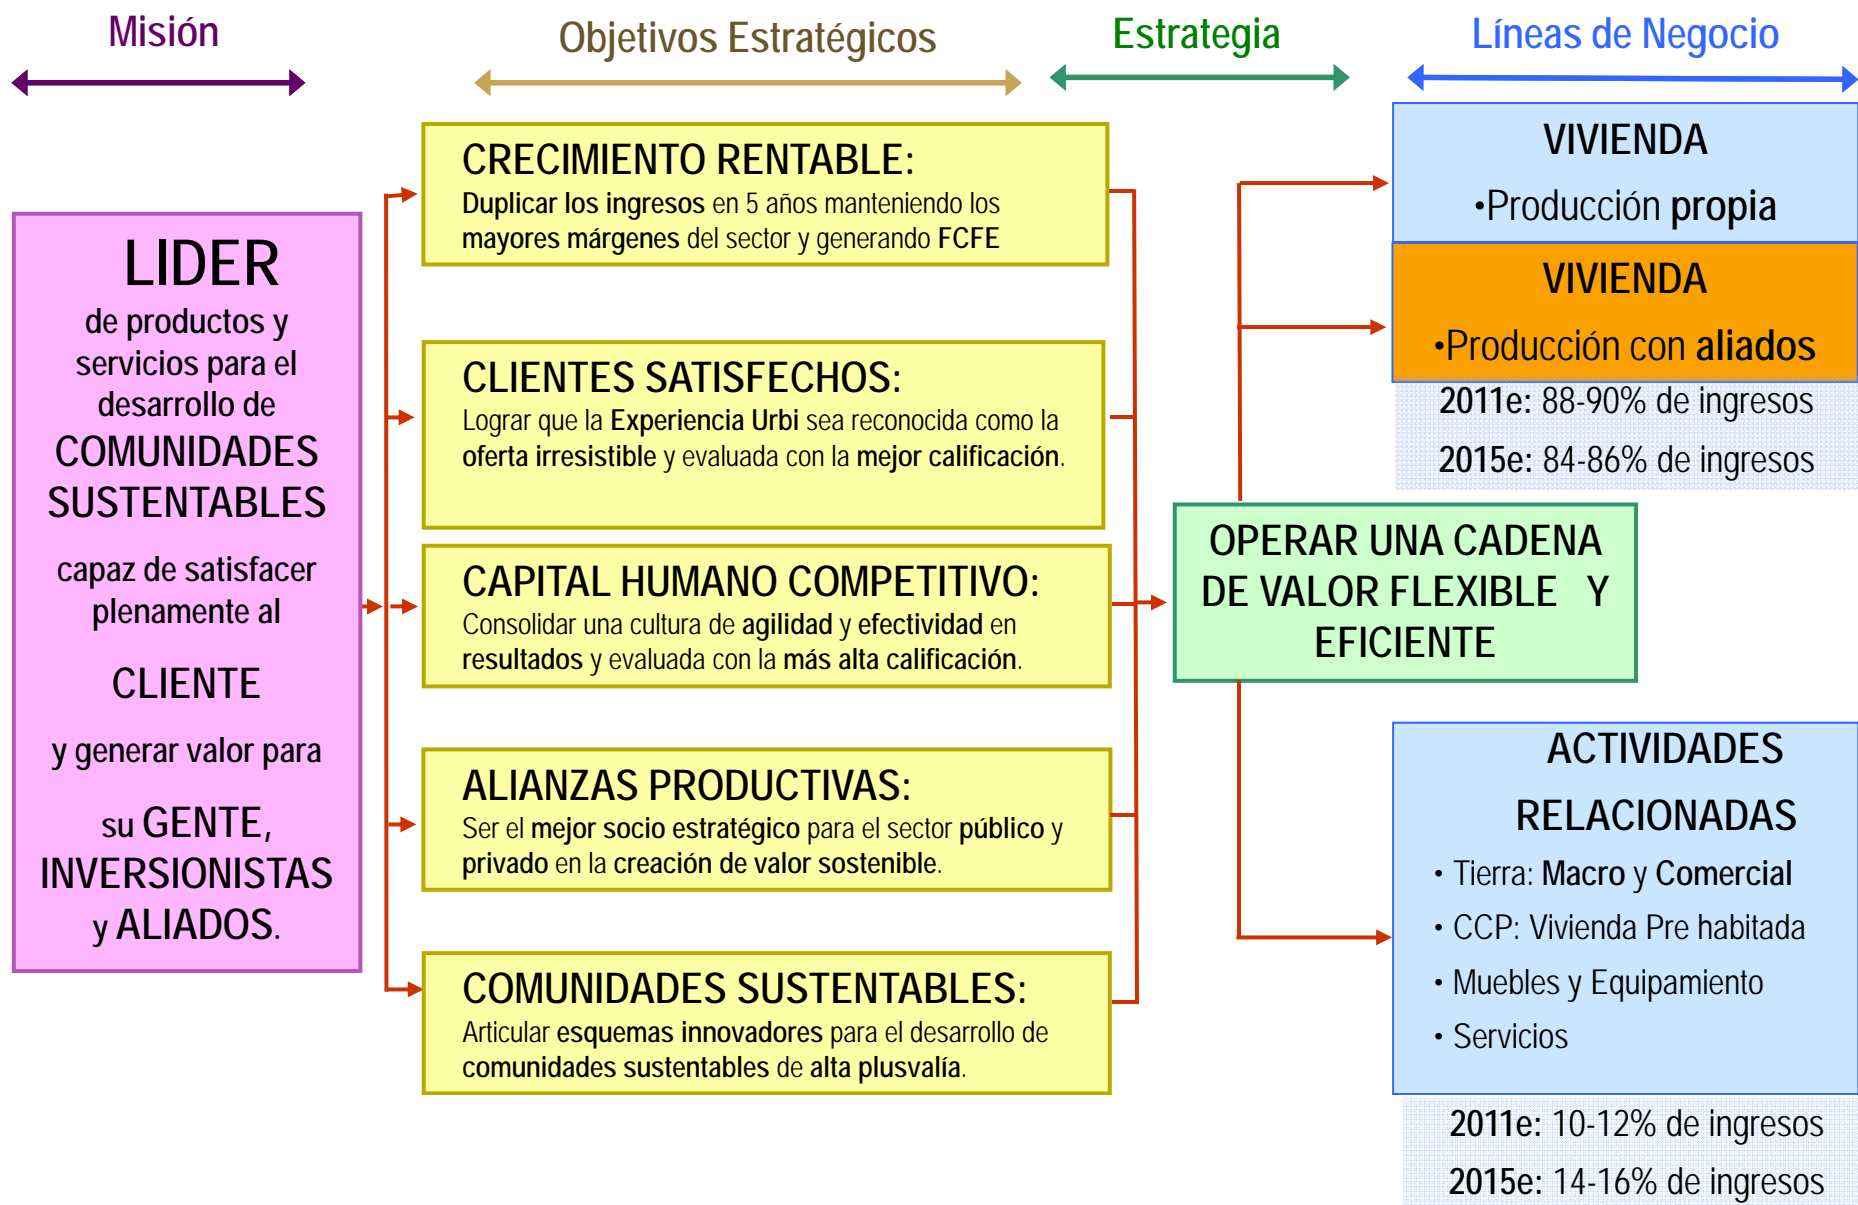 Misión
Objetivos Estratégicos
Estrategia
Líneas de Negocio
LIDER
de productos y
servicios para el
desarrollo de
COMUNIDADES
SUSTENTABLES
capaz de satisfacer
plenamente al
CLIENTE
y generar valor para
su GENTE,
INVERSIONISTAS
y ALIADOS.
CRECIMIENTO RENTABLE:
Duplicar los ingresos en 5 años manteniendo los
mayores márgenes del sector y generando FCFE
CLIENTES SATISFECHOS:
Lograr que la Experiencia Urbi sea reconocida como la
oferta irresistible y evaluada con la mejor calificación.
CAPITAL HUMANO COMPETITIVO:
Consolidar una cultura de agilidad y efectividad en
resultados y evaluada con la más alta calificación.
ALIANZAS PRODUCTIVAS:
Ser el mejor socio estratégico para el sector público y
privado en la creación de valor sostenible.
COMUNIDADES SUSTENTABLES:
Articular esquemas innovadores para el desarrollo de
comunidades sustentables de alta plusvalía.
OPERAR UNA CADENA
DE VALOR FLEXIBLE Y
EFICIENTE
VIVIENDA
•Producción propia
VIVIENDA
•Producción con aliados
2011e: 88-90% de ingresos
2015e: 84-86% de ingresos
ACTIVIDADES
RELACIONADAS
• Tierra: Macro y Comercial
• CCP: Vivienda Pre habitada
• Muebles y Equipamiento
• Servicios
2011e: 10-12% de ingresos
2015e: 14-16% de ingresos